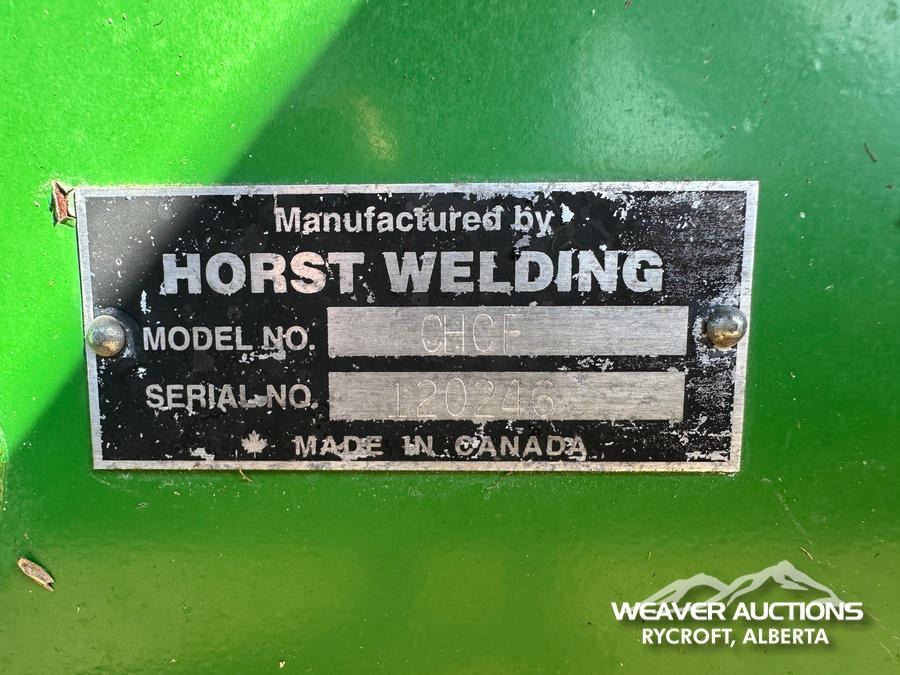 Manufactured by
HORST WELDING
MODEL NO. CHCF
SERIAL NO. 120246
MADE IN CANADA
WEAVER AUCTIONS
RYCROFT, ALBERTA